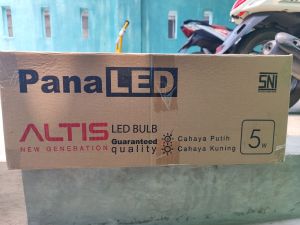 PanaLED
SNI
ALTIS
NEW GENERATION
LED BULB
Guaranteed
quality
Cahaya Putih
Cahaya Kuning
5W